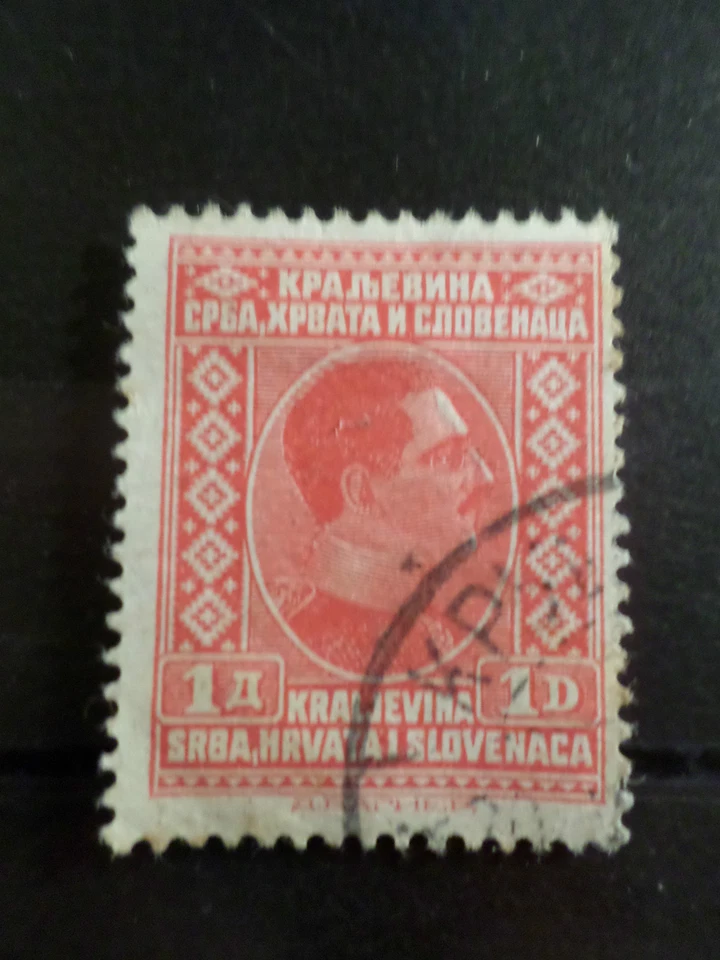 КРАЉЕВИНА
СРБА, ХРВАТА И СЛОВЕНАЦА
1 Д
1 D
KRALJEVINA
SRBA, HRVATA I SLOVENACA